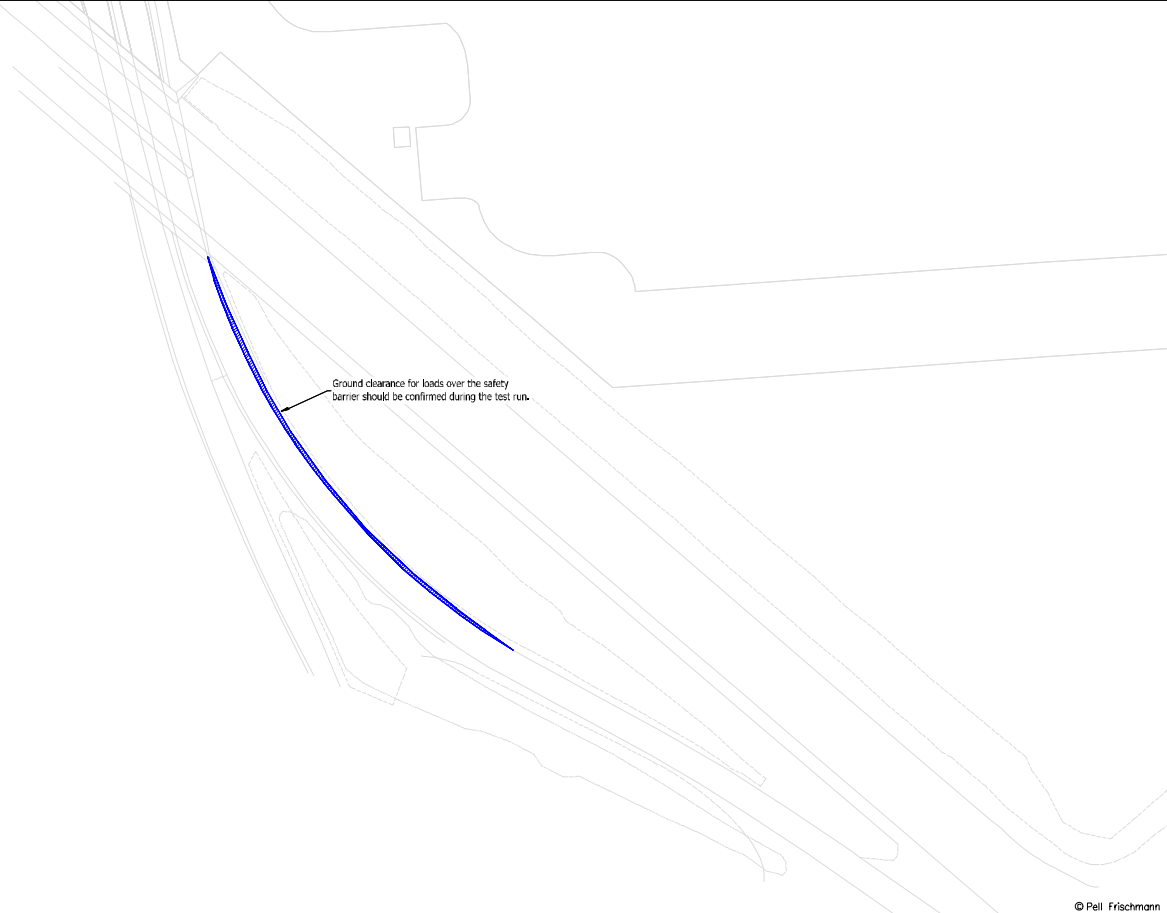 Ground clearance for loads over the safety
barrier should be confirmed during the test run.
© Pell Frischmann